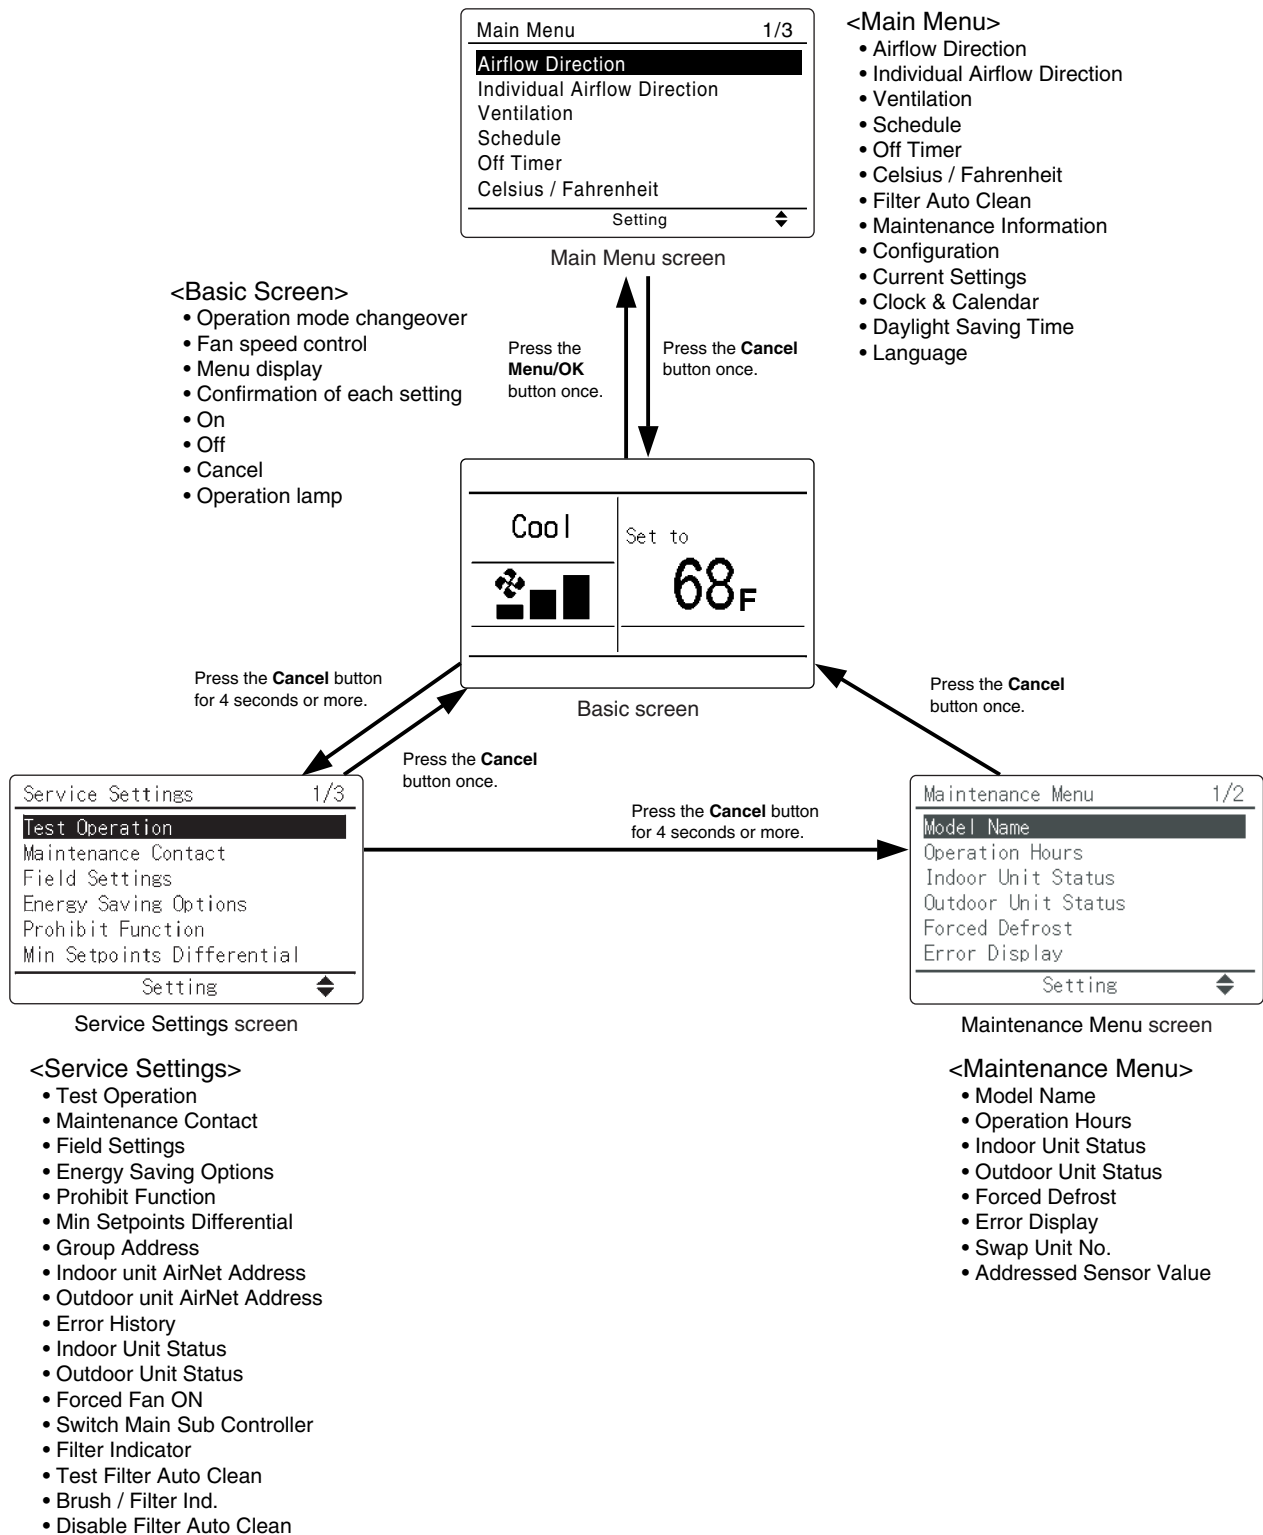 Main Menu 1/3
Airflow Direction
Individual Airflow Direction
Ventilation
Schedule
Off Timer
Celsius / Fahrenheit
Setting
Main Menu screen
<Main Menu>
• Airflow Direction
• Individual Airflow Direction
• Ventilation
• Schedule
• Off Timer
• Celsius / Fahrenheit
• Filter Auto Clean
• Maintenance Information
• Configuration
• Current Settings
• Clock & Calendar
• Daylight Saving Time
• Language
<Basic Screen>
• Operation mode changeover
• Fan speed control
• Menu display
• Confirmation of each setting
• On
• Off
• Cancel
• Operation lamp
Press the
Menu/OK
button once.
Press the Cancel
button once.
Cool
Set to
68F
Basic screen
Press the Cancel button
for 4 seconds or more.
Press the Cancel
button once.
Press the Cancel
button once.
Press the Cancel button
for 4 seconds or more.
Service Settings 1/3
Test Operation
Maintenance Contact
Field Settings
Energy Saving Options
Prohibit Function
Min Setpoints Differential
Setting
Service Settings screen
Maintenance Menu 1/2
Model Name
Operation Hours
Indoor Unit Status
Outdoor Unit Status
Forced Defrost
Error Display
Setting
Maintenance Menu screen
<Service Settings>
• Test Operation
• Maintenance Contact
• Field Settings
• Energy Saving Options
• Prohibit Function
• Min Setpoints Differential
• Group Address
• Indoor unit AirNet Address
• Outdoor unit AirNet Address
• Error History
• Indoor Unit Status
• Outdoor Unit Status
• Forced Fan ON
• Switch Main Sub Controller
• Filter Indicator
• Test Filter Auto Clean
• Brush / Filter Ind.
• Disable Filter Auto Clean
<Maintenance Menu>
• Model Name
• Operation Hours
• Indoor Unit Status
• Outdoor Unit Status
• Forced Defrost
• Error Display
• Swap Unit No.
• Addressed Sensor Value